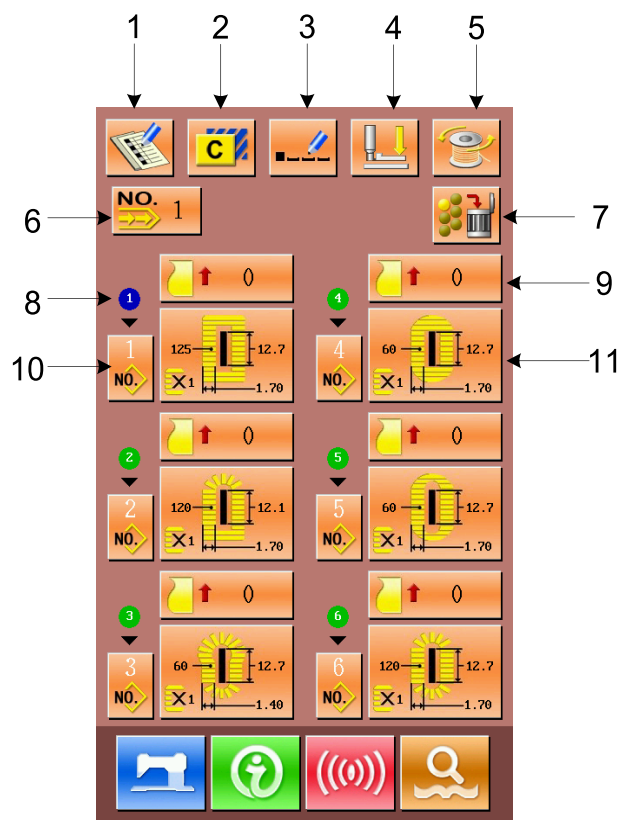 1 2 3 4 5
C
6 NO. 1 7
8 1 0 4 0 9
10 1 NO. 125 12.7 X1 1.70 4 NO. 60 12.7 X1 1.70 11
2 0 5 0
2 NO. 120 12.1 X1 1.70 5 NO. 60 12.7 X1 1.70
3 0 6 0
3 NO. 60 12.7 X1 1.40 6 NO. 120 12.7 X1 1.70
i